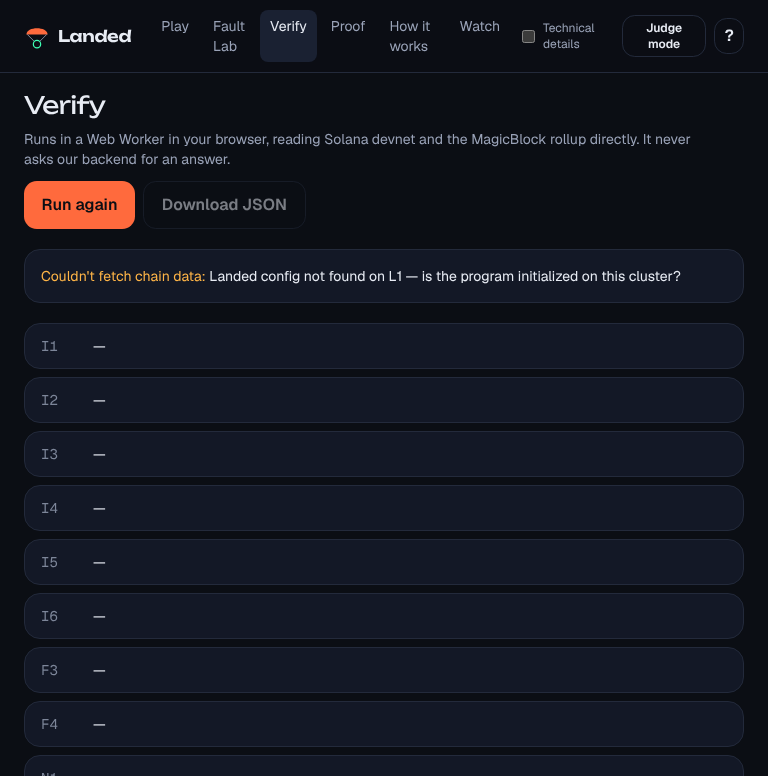 Landed
Play
Fault
Lab
Verify
Proof
How it
works
Watch
Technical
details
Judge
mode
?
Verify
Runs in a Web Worker in your browser, reading Solana devnet and the MagicBlock rollup directly. It never
asks our backend for an answer.
Run again
Download JSON
Couldn't fetch chain data: Landed config not found on L1 — is the program initialized on this cluster?
I1 —
I2 —
I3 —
I4 —
I5 —
I6 —
F3 —
F4 —